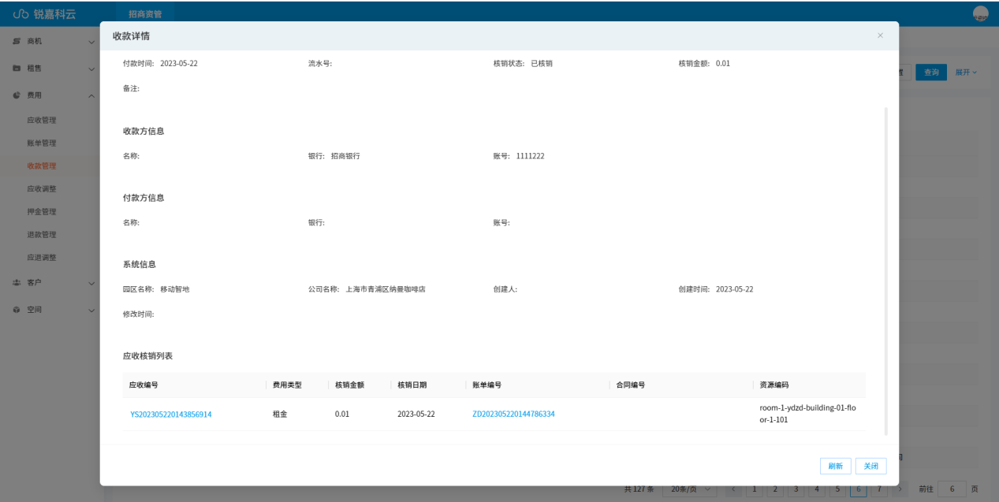 锐嘉科云 招商资管
收款详情
商机
租售
费用
应收管理
账单管理
收款管理
应收调整
押金管理
退款管理
应退调整
客户
空间
查询 展开
付款时间: 2023-05-22 流水号: 核销状态: 已核销 核销金额: 0.01
备注:
收款方信息
名称: 银行: 招商银行 账号: 1111222
付款方信息
名称: 银行: 账号:
系统信息
园区名称: 移动智地 公司名称: 上海市青浦区纳曼咖啡店 创建人: 创建时间: 2023-05-22
修改时间:
应收核销列表
应收编号 费用类型 核销金额 核销日期 账单编号 合同编号 资源编码
YS202305220143856914 租金 0.01 2023-05-22 ZD202305220144786334 room-1-ydzd-building-01-flo
or-1-101
刷新 关闭
共 127 条 20条/页 1 2 3 4 5 6 7 前往 6 页